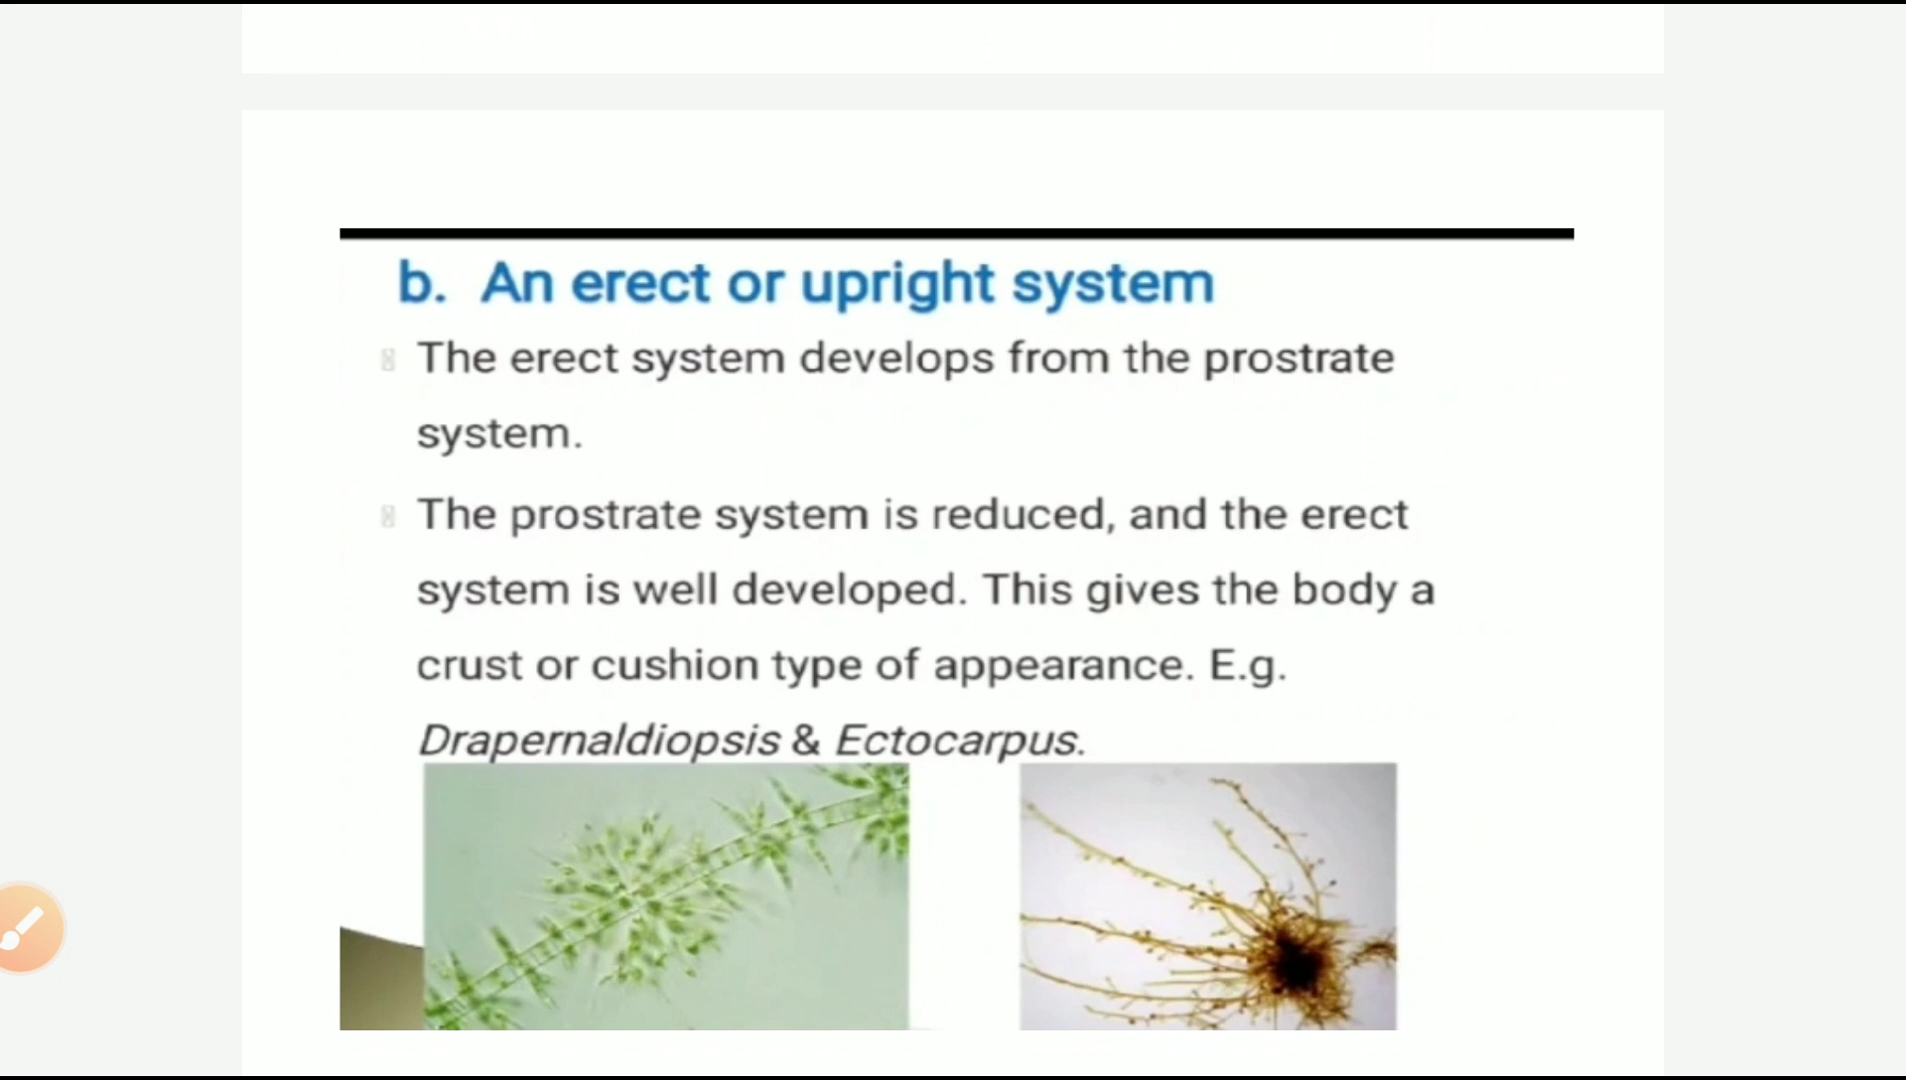 b. An erect or upright system
The erect system develops from the prostrate
system.
The prostrate system is reduced, and the erect
system is well developed. This gives the body a
crust or cushion type of appearance. E.g.
Drapernaldiopsis & Ectocarpus.